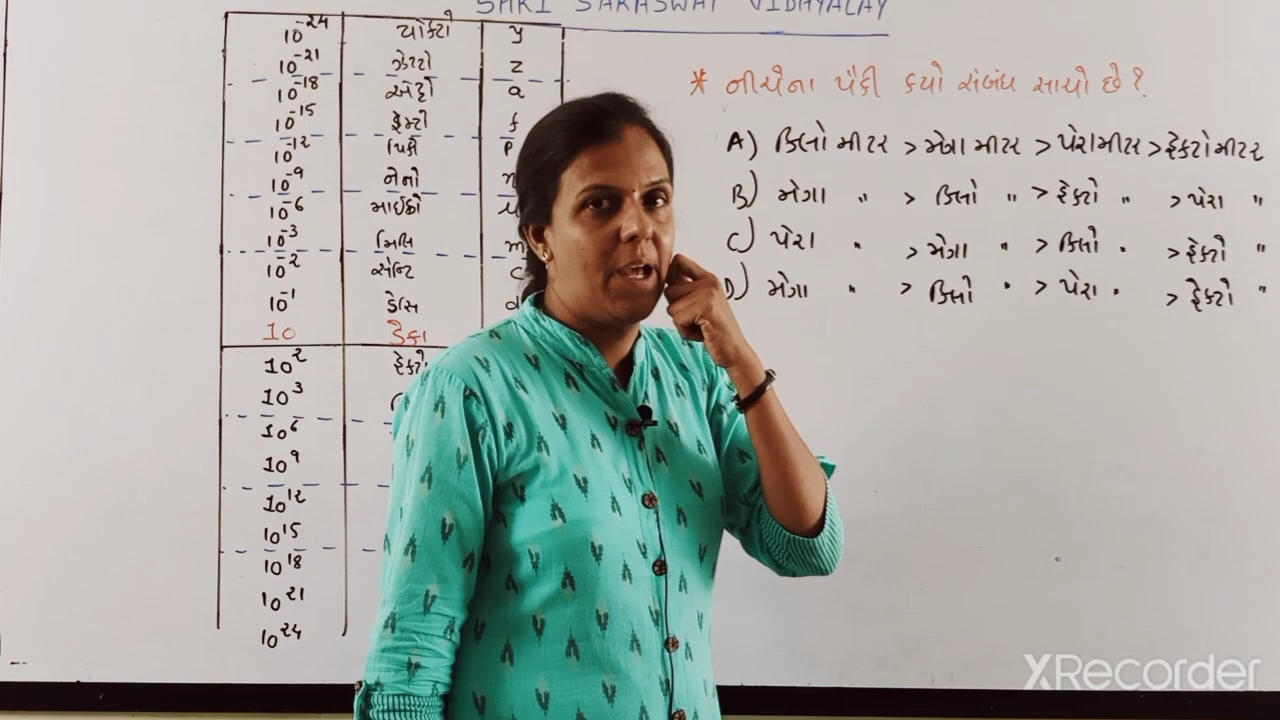 SHRI SARASWAT VIDHYALAY
10⁻²⁴ યોક્ટો y
10⁻²¹ ઝેપ્ટો z
10⁻¹⁸ એટ્ટો a
10⁻¹⁵ ફેમ્ટો f
10⁻¹² પિકો P
10⁻⁹ નેનો n
10⁻⁶ માઈક્રો μ
10⁻³ મિલિ m
10⁻² સેન્ટિ c
10⁻¹ ડેસિ d
10 ડેકા
10² હેક્ટો
10³
10⁶
10⁹
10¹²
10¹⁵
10¹⁸
10²¹
10²⁴
* નીચેના પૈકી કયો સંબંધ સાચો છે ?
A) કિલો મીટર > મેગા મીટર > પેરામીટર > હેક્ટોમીટર
B) મેગા " > કિલો " > હેક્ટો " > પેરા "
C) પેરા " > મેગા " > કિલો " > હેક્ટો "
D) મેગા " > કિલો " > પેરા " > હેક્ટો "
XRecorder